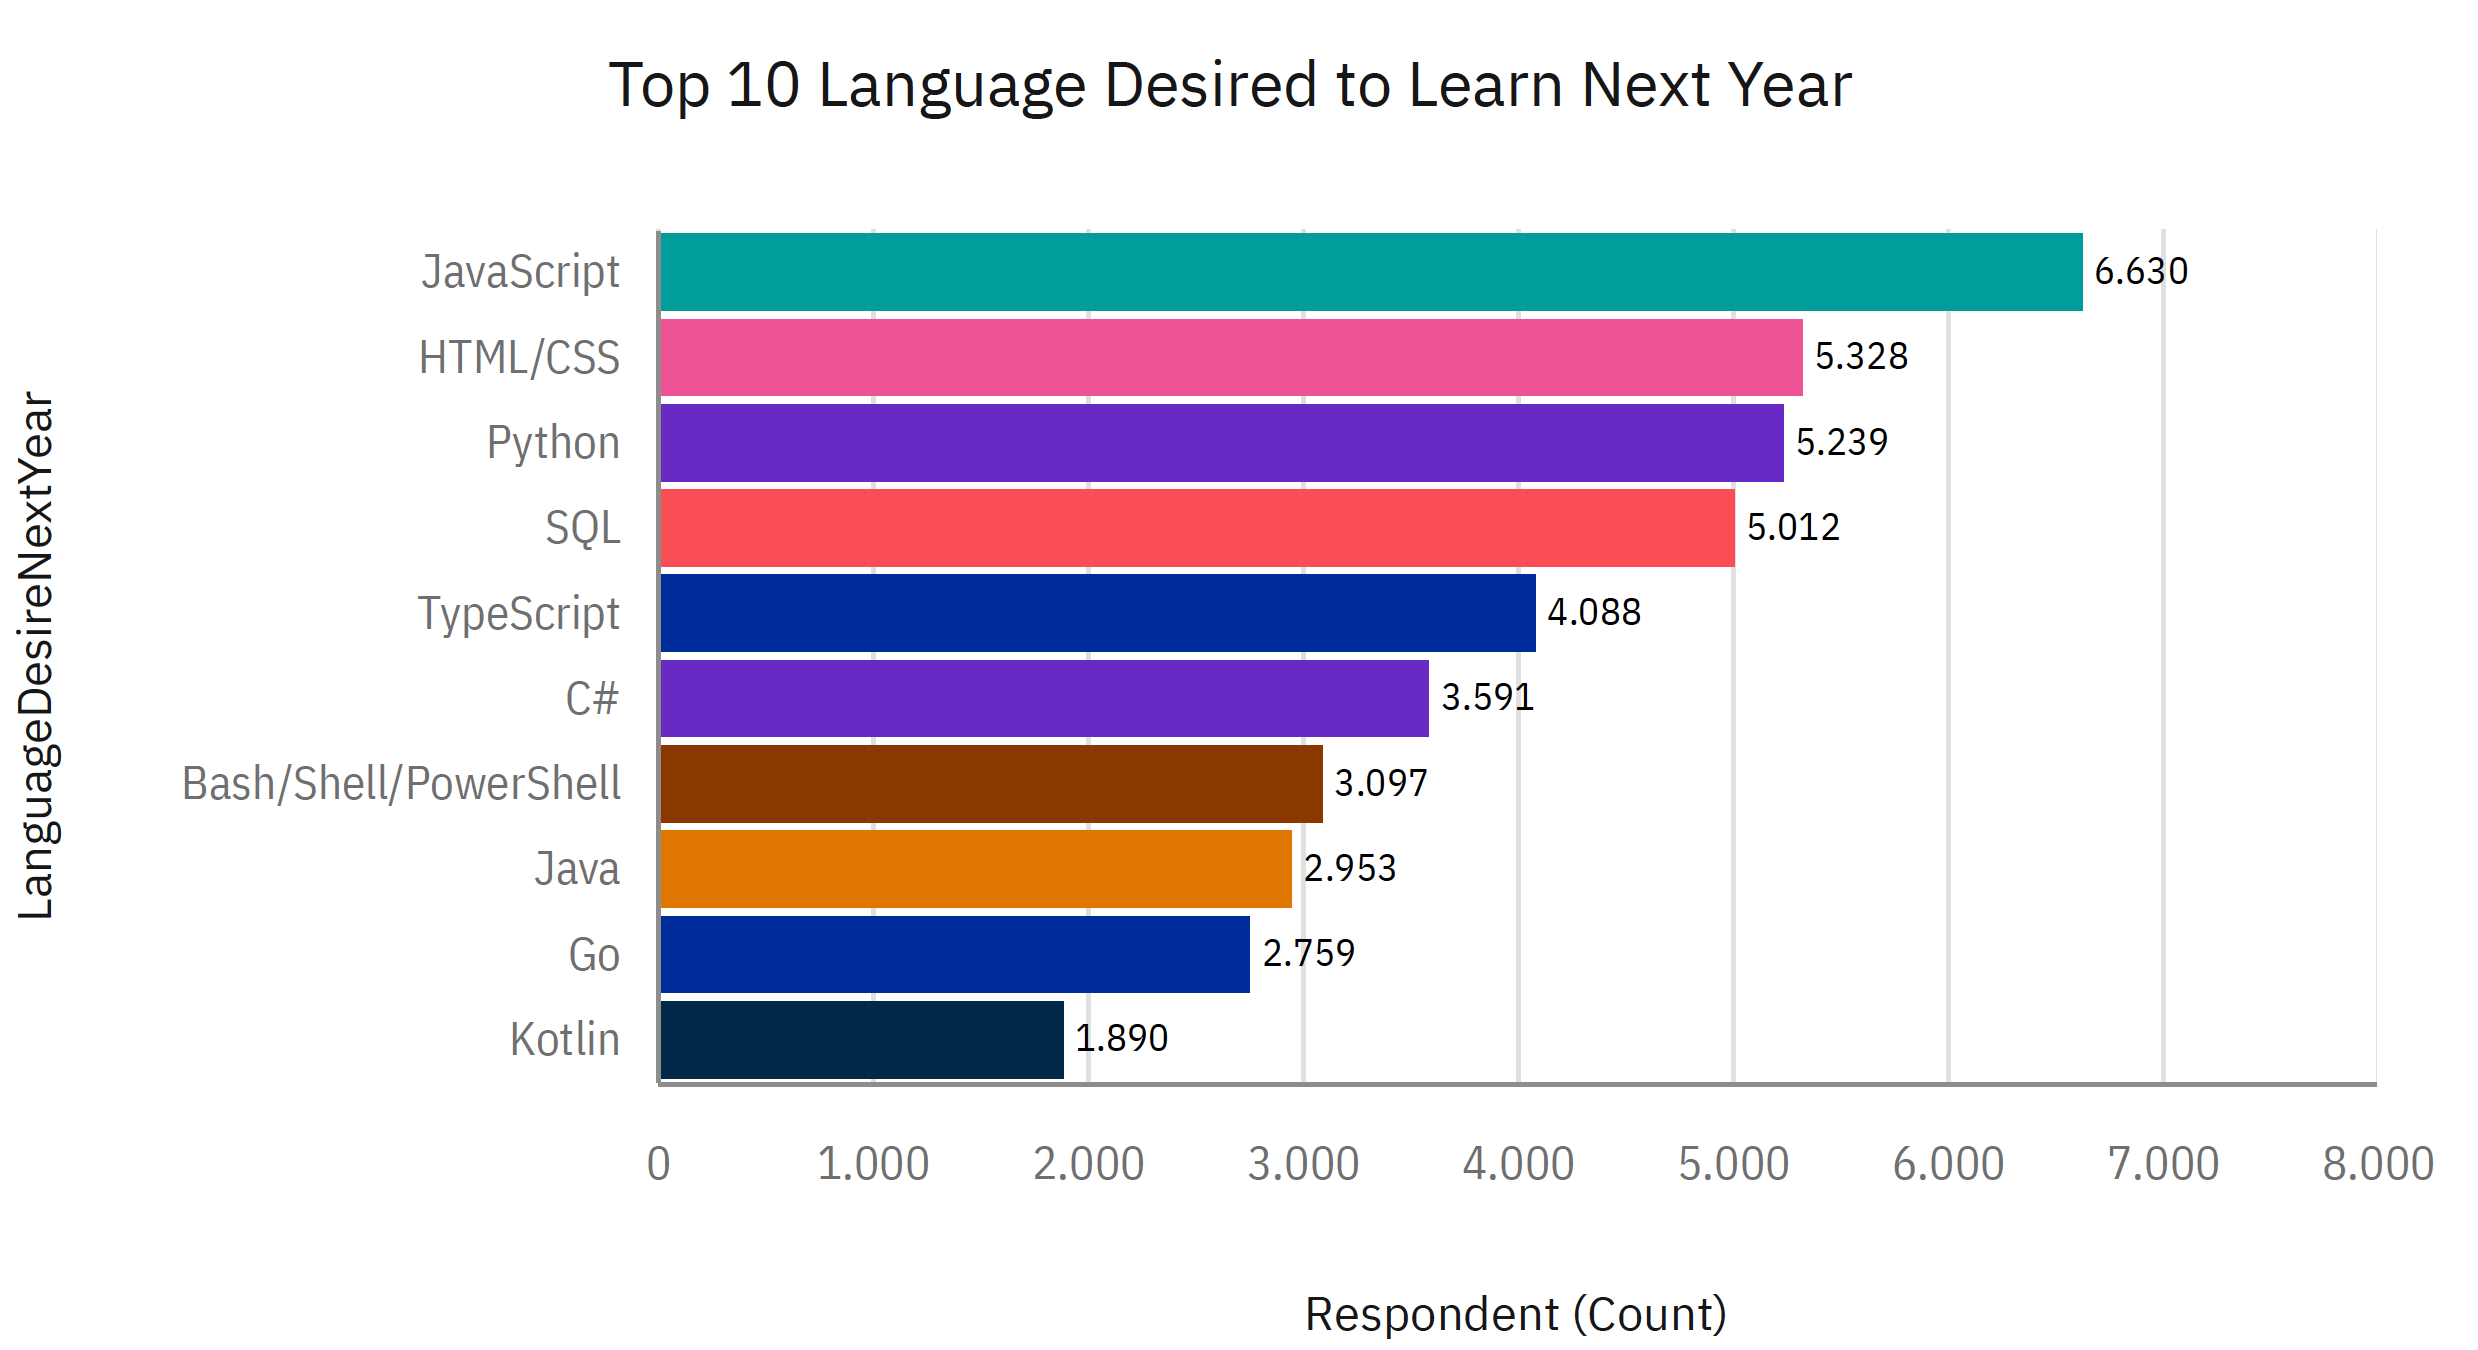 Top 10 Language Desired to Learn Next Year
LanguageDesireNextYear
JavaScript 6.630
HTML/CSS 5.328
Python 5.239
SQL 5.012
TypeScript 4.088
C# 3.591
Bash/Shell/PowerShell 3.097
Java 2.953
Go 2.759
Kotlin 1.890
0 1.000 2.000 3.000 4.000 5.000 6.000 7.000 8.000
Respondent (Count)